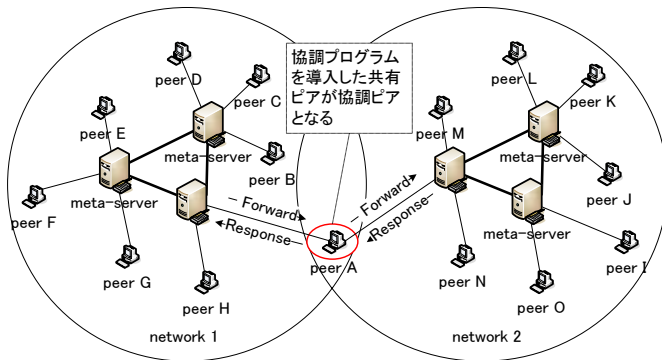 協調プログラム
を導入した共有
ピアが協調ピア
となる
peer D
peer C
peer E
meta-server
peer B
meta-server
peer F
peer G
peer H
－Forward→
←Response－
peer A
network 1
peer L
peer K
peer M
meta-server
peer J
－Forward→
←Response－
meta-server
peer I
peer N
peer O
network 2